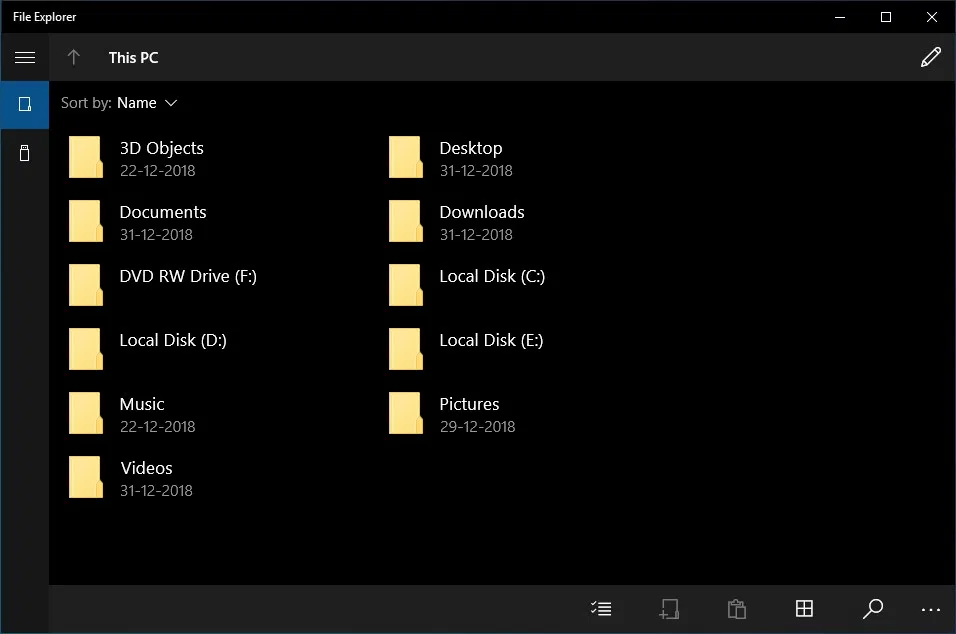 File Explorer
This PC
Sort by: Name
3D Objects
22-12-2018
Desktop
31-12-2018
Documents
31-12-2018
Downloads
31-12-2018
DVD RW Drive (F:)
Local Disk (C:)
Local Disk (D:)
Local Disk (E:)
Music
22-12-2018
Pictures
29-12-2018
Videos
31-12-2018